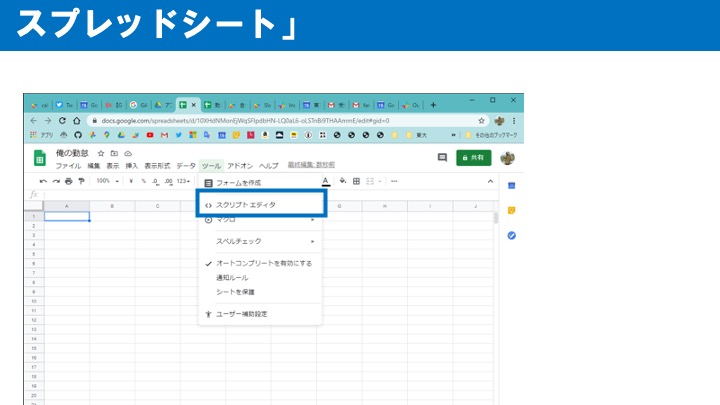 スプレッドシート」
docs.google.com/spreadsheets/d/
アプリ
東大
その他のブックマーク
俺の勤怠
ファイル 編集 表示 挿入 表示形式 データ ツール アドオン ヘルプ 最終編集: 数秒前
共有
100% ¥ % .0 .00 123
フォームを作成
スクリプト エディタ
マクロ
スペルチェック
オートコンプリートを有効にする
通知ルール
シートを保護
ユーザー補助設定
fx
A B C G H I J
1
2
3
4
5
6
7
8
9
10
11
12
13
14
15
16
17
18
19
20